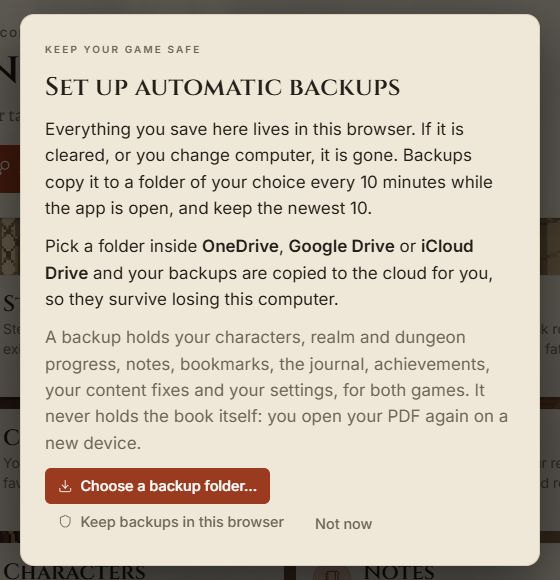 KEEP YOUR GAME SAFE
Set up automatic backups
Everything you save here lives in this browser. If it is
cleared, or you change computer, it is gone. Backups
copy it to a folder of your choice every 10 minutes while
the app is open, and keep the newest 10.
Pick a folder inside OneDrive, Google Drive or iCloud
Drive and your backups are copied to the cloud for you,
so they survive losing this computer.
A backup holds your characters, realm and dungeon
progress, notes, bookmarks, the journal, achievements,
your content fixes and your settings, for both games. It
never holds the book itself: you open your PDF again on a
new device.
Choose a backup folder...
Keep backups in this browser
Not now
Characters
Notes